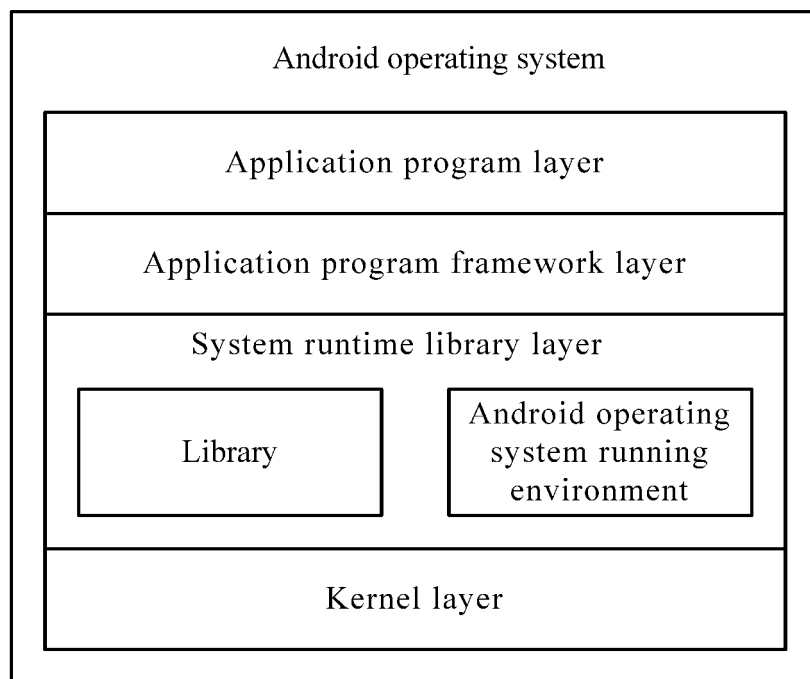 Android operating system
Application program layer
Application program framework layer
System runtime library layer
Library
Android operating
system running
environment
Kernel layer